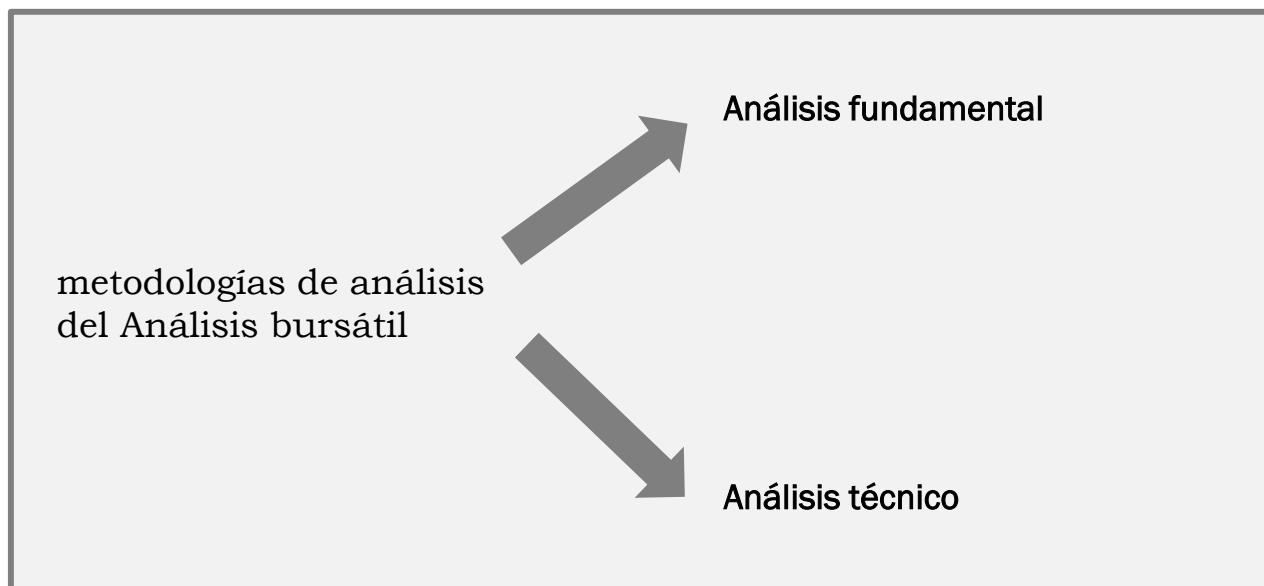 Análisis fundamental
metodologías de análisis
del Análisis bursátil
Análisis técnico